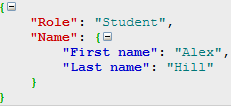 {
"Role": "Student",
"Name": {
"First name": "Alex",
"Last name": "Hill"
}
}